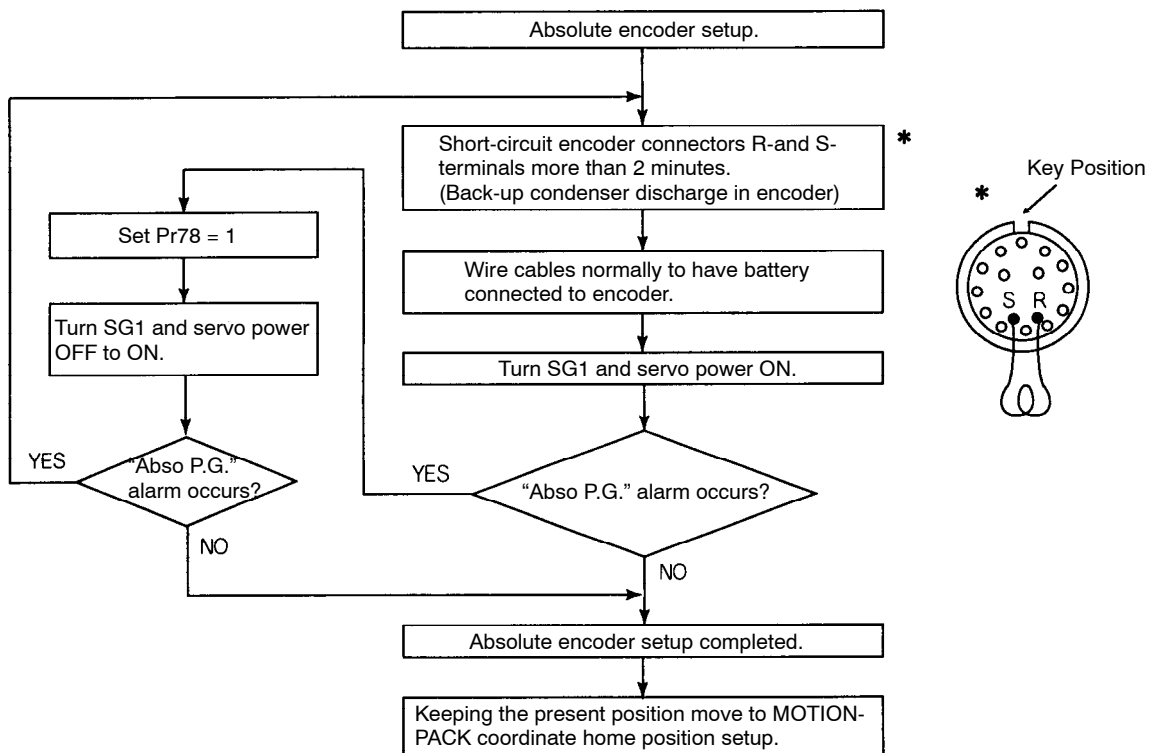 Absolute encoder setup.
Short-circuit encoder connectors R-and S-
terminals more than 2 minutes.
(Back-up condenser discharge in encoder)
*
Key Position
*
S R
Set Pr78 = 1
Wire cables normally to have battery
connected to encoder.
Turn SG1 and servo power
OFF to ON.
Turn SG1 and servo power ON.
YES
"Abso P.G."
alarm occurs?
NO
YES
"Abso P.G." alarm occurs?
NO
Absolute encoder setup completed.
Keeping the present position move to MOTION-
PACK coordinate home position setup.